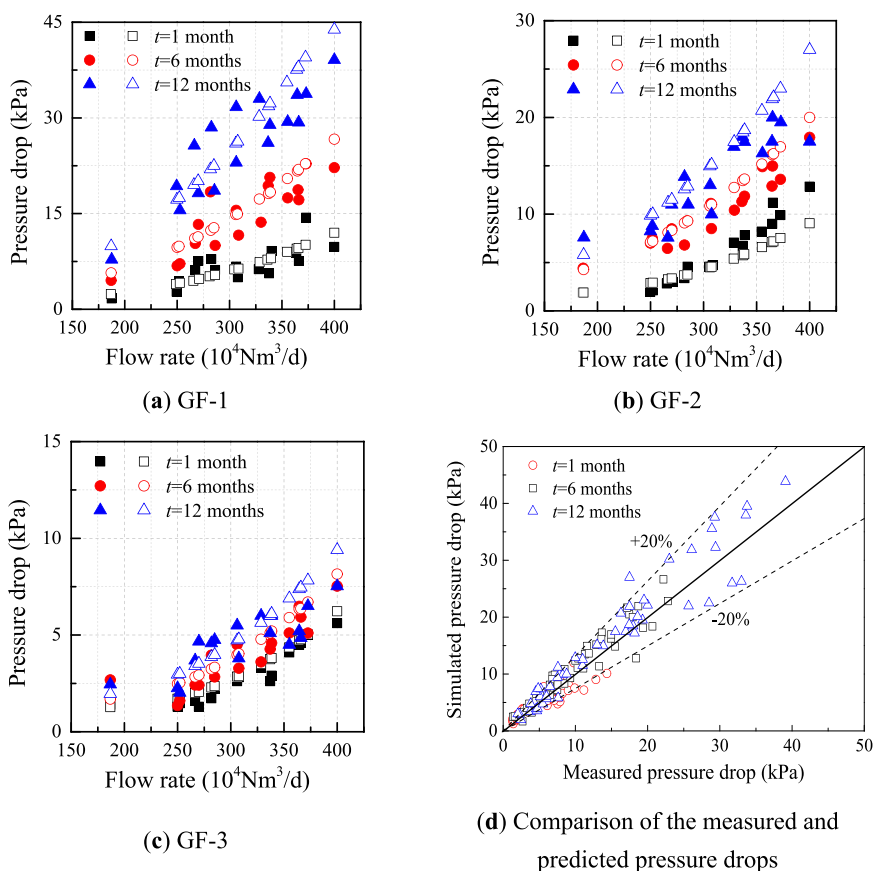 45
30
15
0
Pressure drop (kPa)
t=1 month
t=6 months
t=12 months
150 200 250 300 350 400
Flow rate (10⁴Nm³/d)
(a) GF-1
30
20
10
0
Pressure drop (kPa)
t=1 month
t=6 months
t=12 months
150 200 250 300 350 400
Flow rate (10⁴Nm³/d)
(b) GF-2
15
10
5
0
Pressure drop (kPa)
t=1 month
t=6 months
t=12 months
150 200 250 300 350 400
Flow rate (10⁴Nm³/d)
(c) GF-3
50
40
30
20
10
0
Simulated pressure drop (kPa)
t=1 month
t=6 months
t=12 months
+20%
-20%
0 10 20 30 40 50
Measured pressure drop (kPa)
(d) Comparison of the measured and
predicted pressure drops